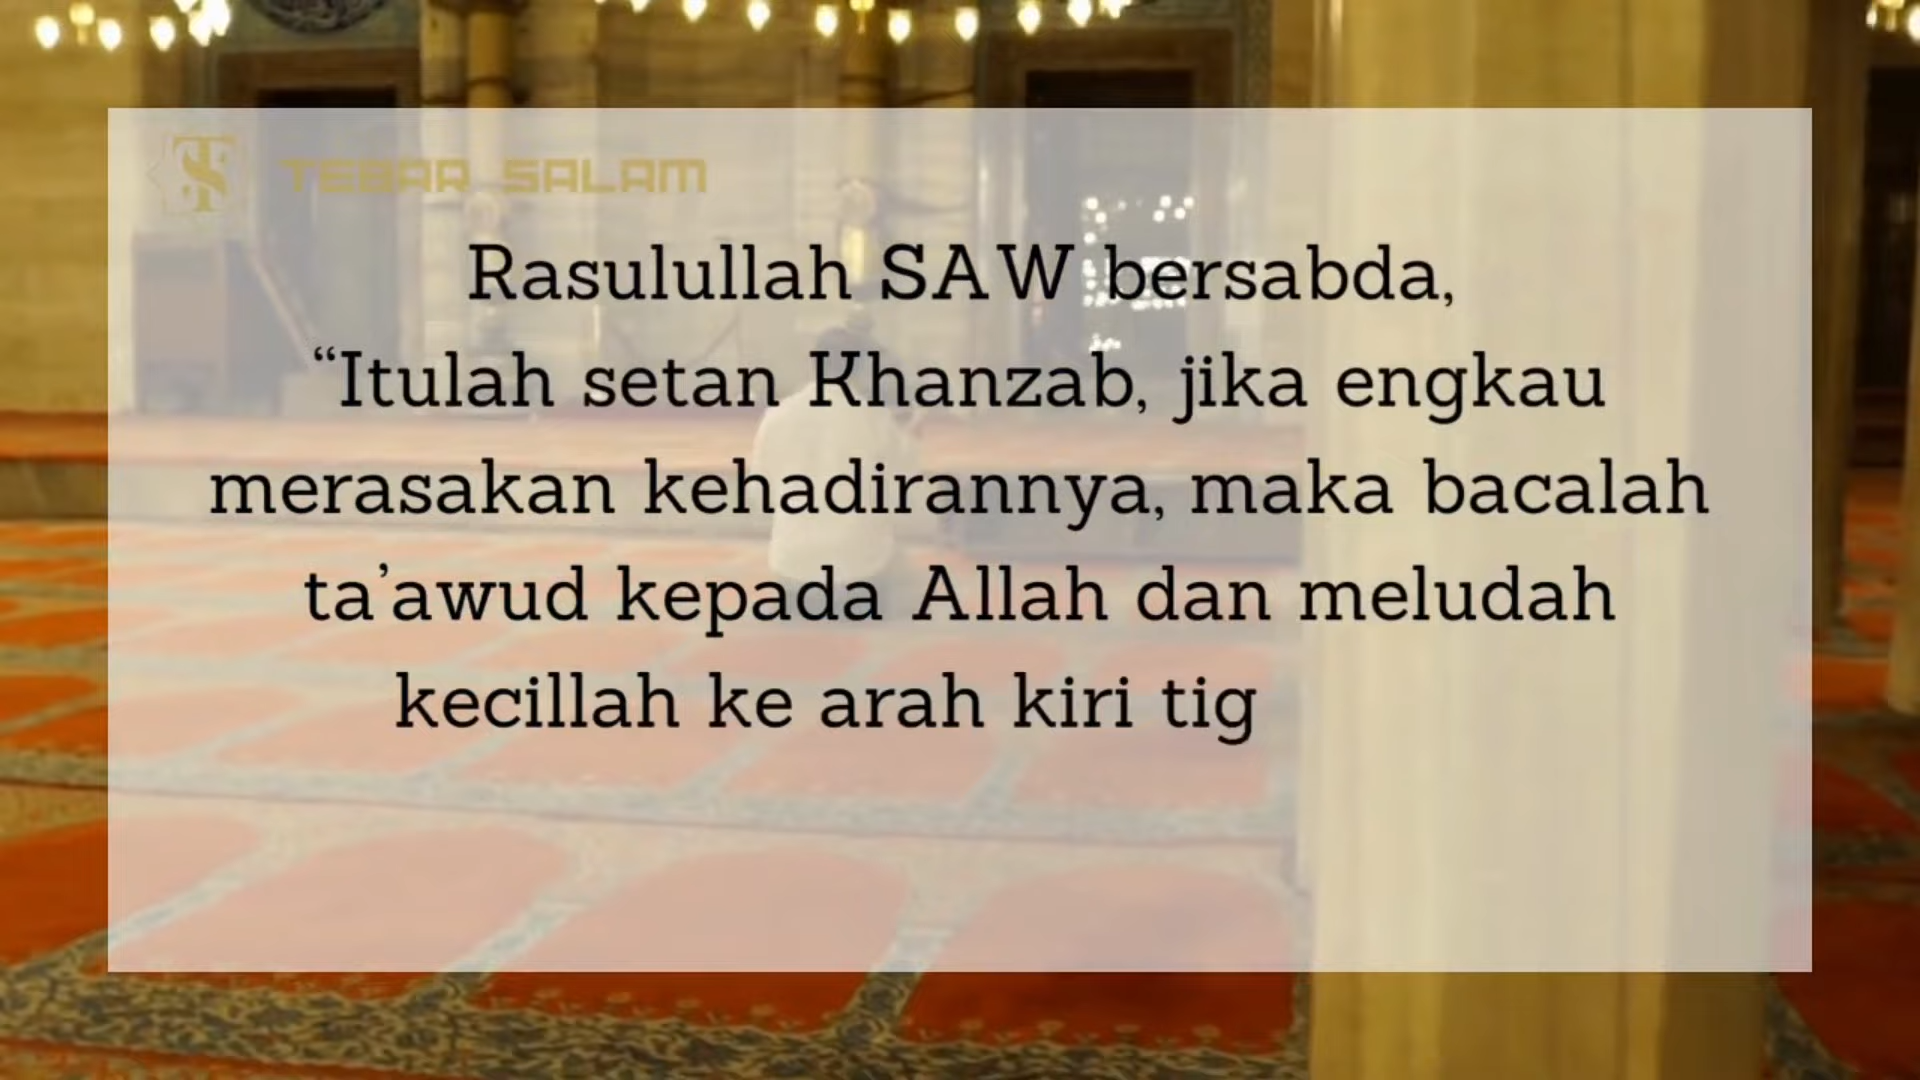 TEBAR SALAM
Rasulullah SAW bersabda,
“Itulah setan Khanzab, jika engkau
merasakan kehadirannya, maka bacalah
ta’awud kepada Allah dan meludah
kecillah ke arah kiri tig